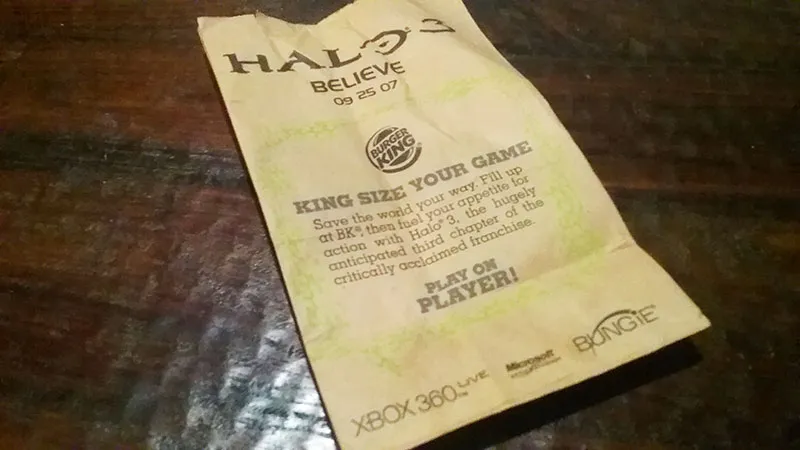 HALO 3
BELIEVE
09 25 07
BURGER
KING
KING SIZE YOUR GAME
Save the world your way. Fill up
at BK®, then fuel your appetite for
action with Halo® 3, the hugely
anticipated third chapter of the
critically acclaimed franchise.
PLAY ON
PLAYER!
XBOX 360 LIVE
Microsoft
BUNGiE